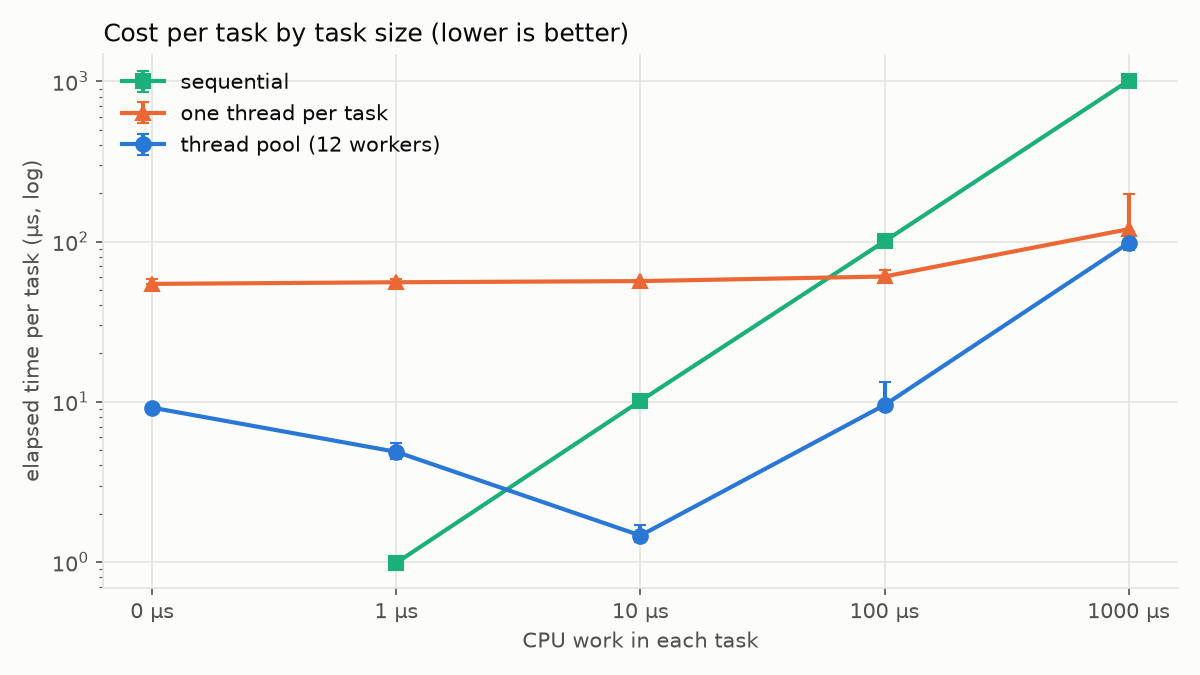 Cost per task by task size (lower is better)
sequential
one thread per task
thread pool (12 workers)
elapsed time per task (µs, log)
10³
10²
10¹
10⁰
0 µs
1 µs
10 µs
100 µs
1000 µs
CPU work in each task